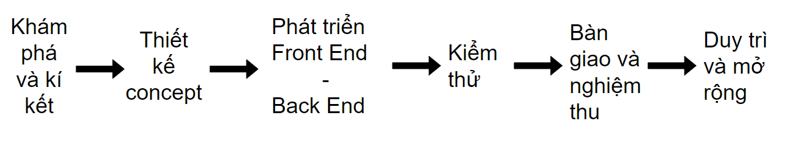 Khám
phá
và kí
kết
Thiết
kế
concept
Phát triển
Front End
-
Back End
Kiểm
thử
Bàn
giao và
nghiệm
thu
Duy trì
và mở
rộng